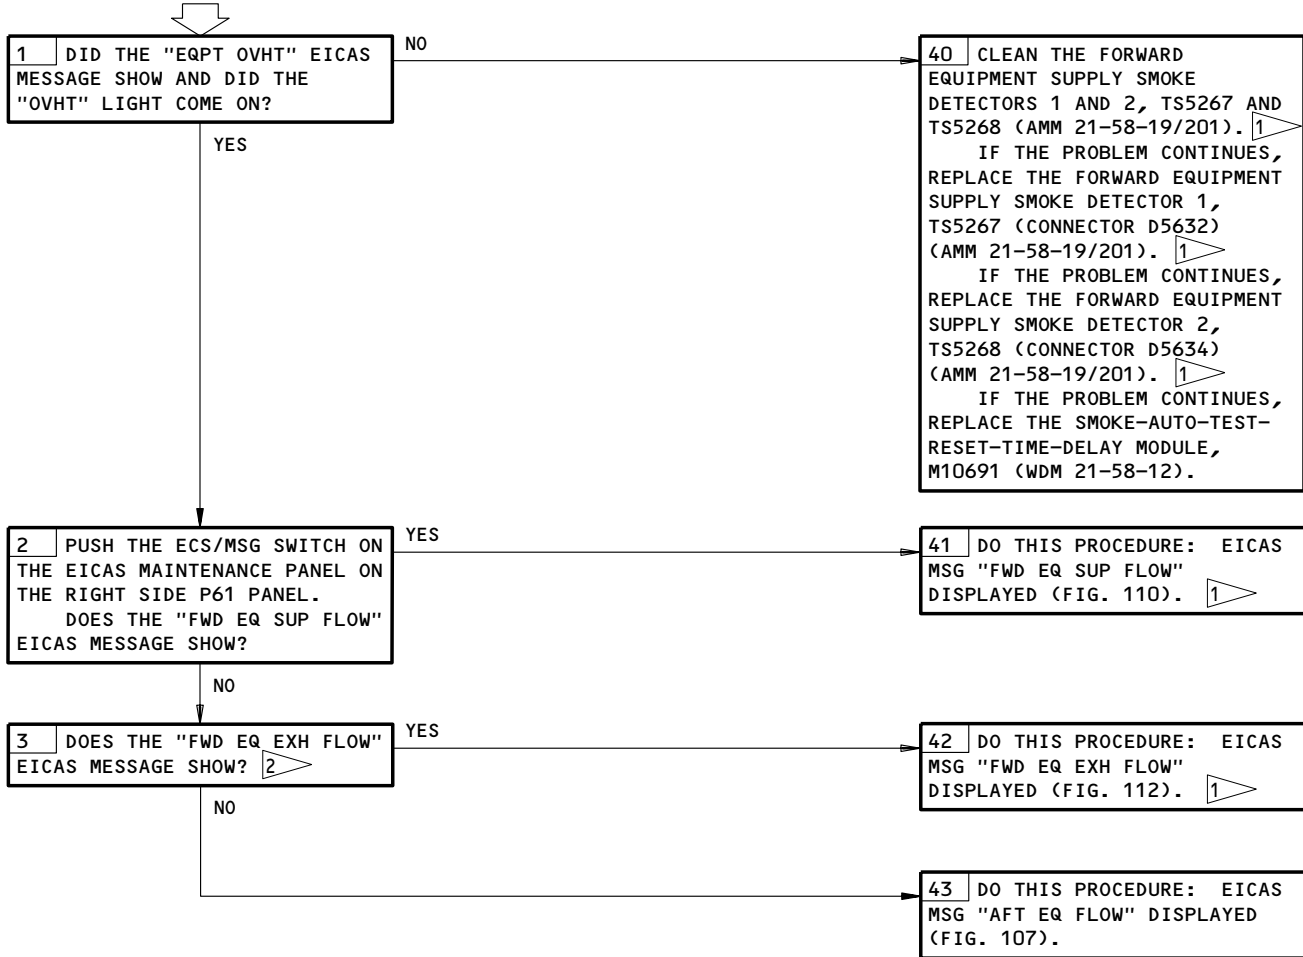 1 DID THE "EQPT OVHT" EICAS
MESSAGE SHOW AND DID THE
"OVHT" LIGHT COME ON?
NO
YES
40 CLEAN THE FORWARD
EQUIPMENT SUPPLY SMOKE
DETECTORS 1 AND 2, TS5267 AND
TS5268 (AMM 21-58-19/201). 1
IF THE PROBLEM CONTINUES,
REPLACE THE FORWARD EQUIPMENT
SUPPLY SMOKE DETECTOR 1,
TS5267 (CONNECTOR D5632)
(AMM 21-58-19/201). 1
IF THE PROBLEM CONTINUES,
REPLACE THE FORWARD EQUIPMENT
SUPPLY SMOKE DETECTOR 2,
TS5268 (CONNECTOR D5634)
(AMM 21-58-19/201). 1
IF THE PROBLEM CONTINUES,
REPLACE THE SMOKE-AUTO-TEST-
RESET-TIME-DELAY MODULE,
M10691 (WDM 21-58-12).
2 PUSH THE ECS/MSG SWITCH ON
THE EICAS MAINTENANCE PANEL ON
THE RIGHT SIDE P61 PANEL.
DOES THE "FWD EQ SUP FLOW"
EICAS MESSAGE SHOW?
YES
NO
41 DO THIS PROCEDURE: EICAS
MSG "FWD EQ SUP FLOW"
DISPLAYED (FIG. 110). 1
3 DOES THE "FWD EQ EXH FLOW"
EICAS MESSAGE SHOW? 2
YES
NO
42 DO THIS PROCEDURE: EICAS
MSG "FWD EQ EXH FLOW"
DISPLAYED (FIG. 112). 1
43 DO THIS PROCEDURE: EICAS
MSG "AFT EQ FLOW" DISPLAYED
(FIG. 107).